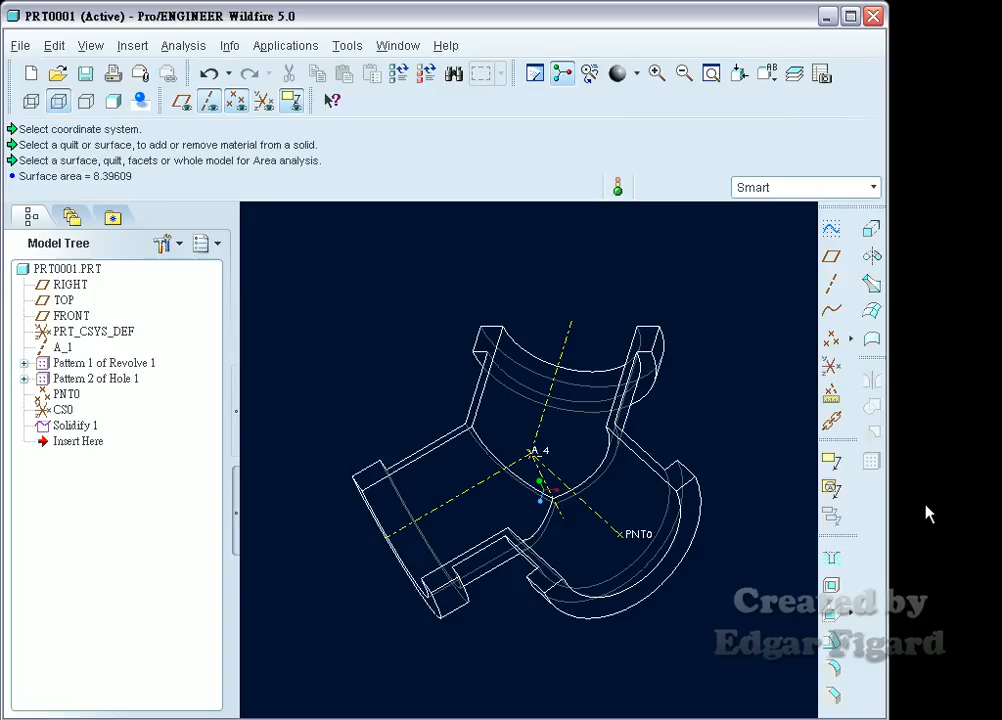 PRT0001 (Active) - Pro/ENGINEER Wildfire 5.0
File Edit View Insert Analysis Info Applications Tools Window Help
Select coordinate system.
Select a quilt or surface, to add or remove material from a solid.
Select a surface, quilt, facets or whole model for Area analysis.
Surface area = 8.39609
Smart
Model Tree
PRT0001.PRT
RIGHT
TOP
FRONT
PRT_CSYS_DEF
A_1
Pattern 1 of Revolve 1
Pattern 2 of Hole 1
PNT0
CS0
Solidify 1
Insert Here
A_4
PNT0
Created by
Edgar Figard